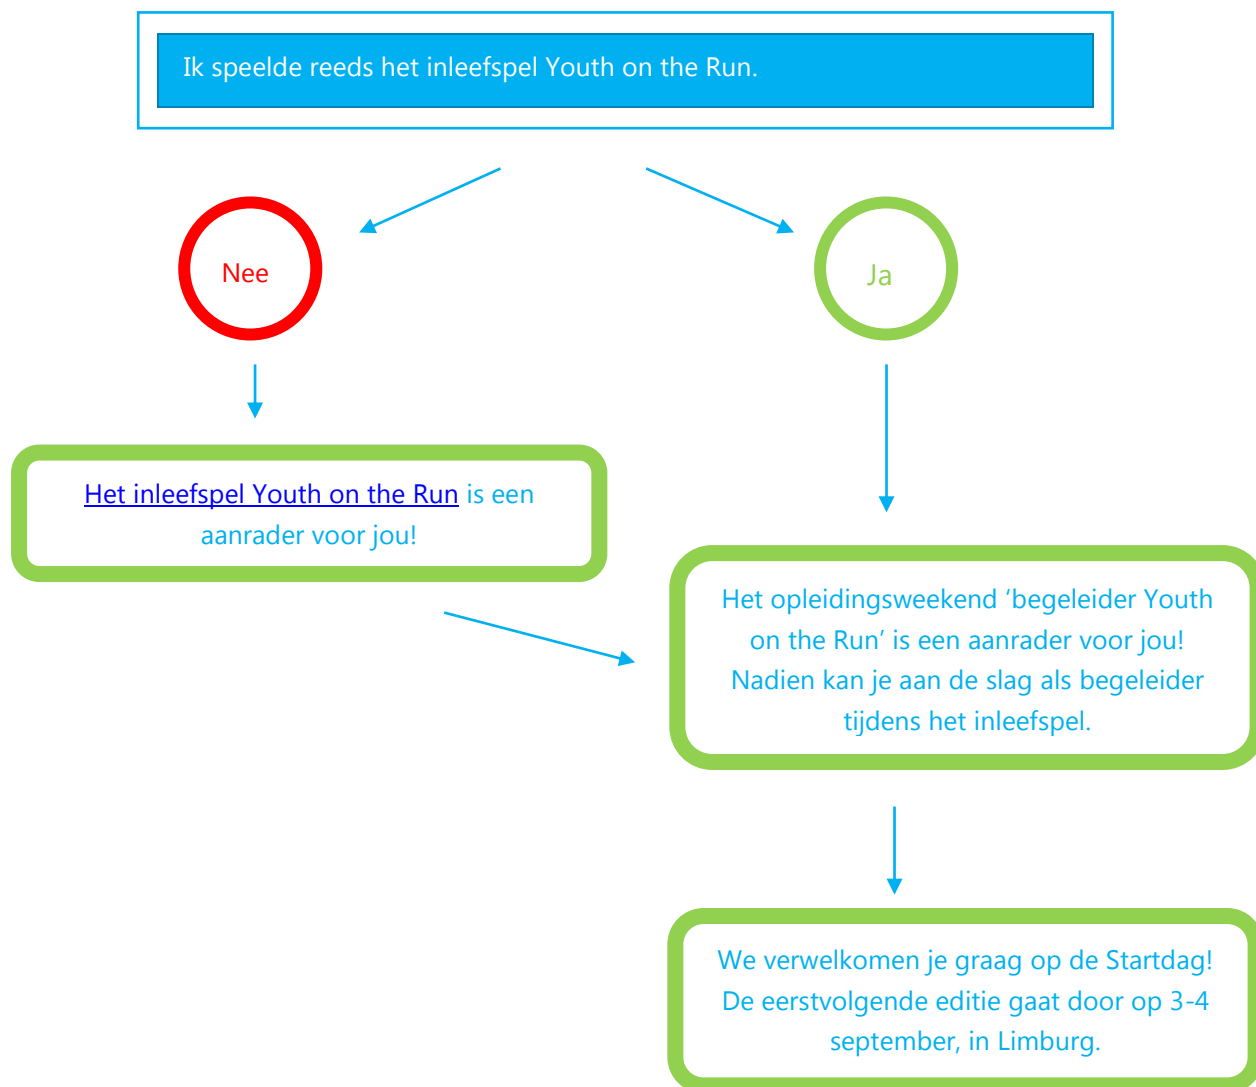 Ik speelde reeds het inleefspel Youth on the Run.
Nee
Ja
Het inleefspel Youth on the Run is een
aanrader voor jou!
Het opleidingsweekend ‘begeleider Youth
on the Run’ is een aanrader voor jou!
Nadien kan je aan de slag als begeleider
tijdens het inleefspel.
We verwelkomen je graag op de Startdag!
De eerstvolgende editie gaat door op 3-4
september, in Limburg.